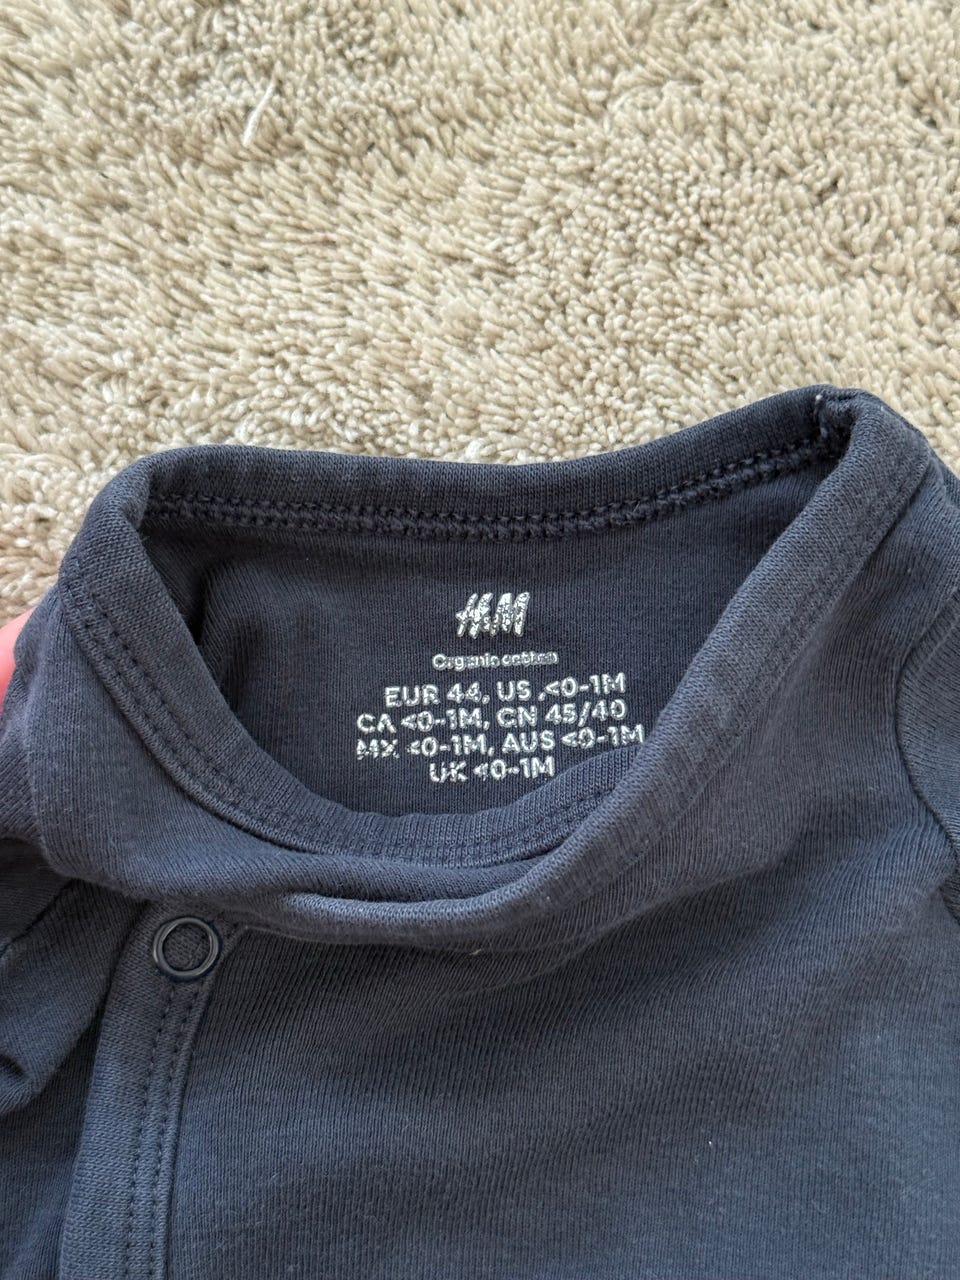 H&M
Organic cotton
EUR 44, US <0-1M
CA <0-1M, CN 45/40
MX <0-1M, AUS <0-1M
UK <0-1M